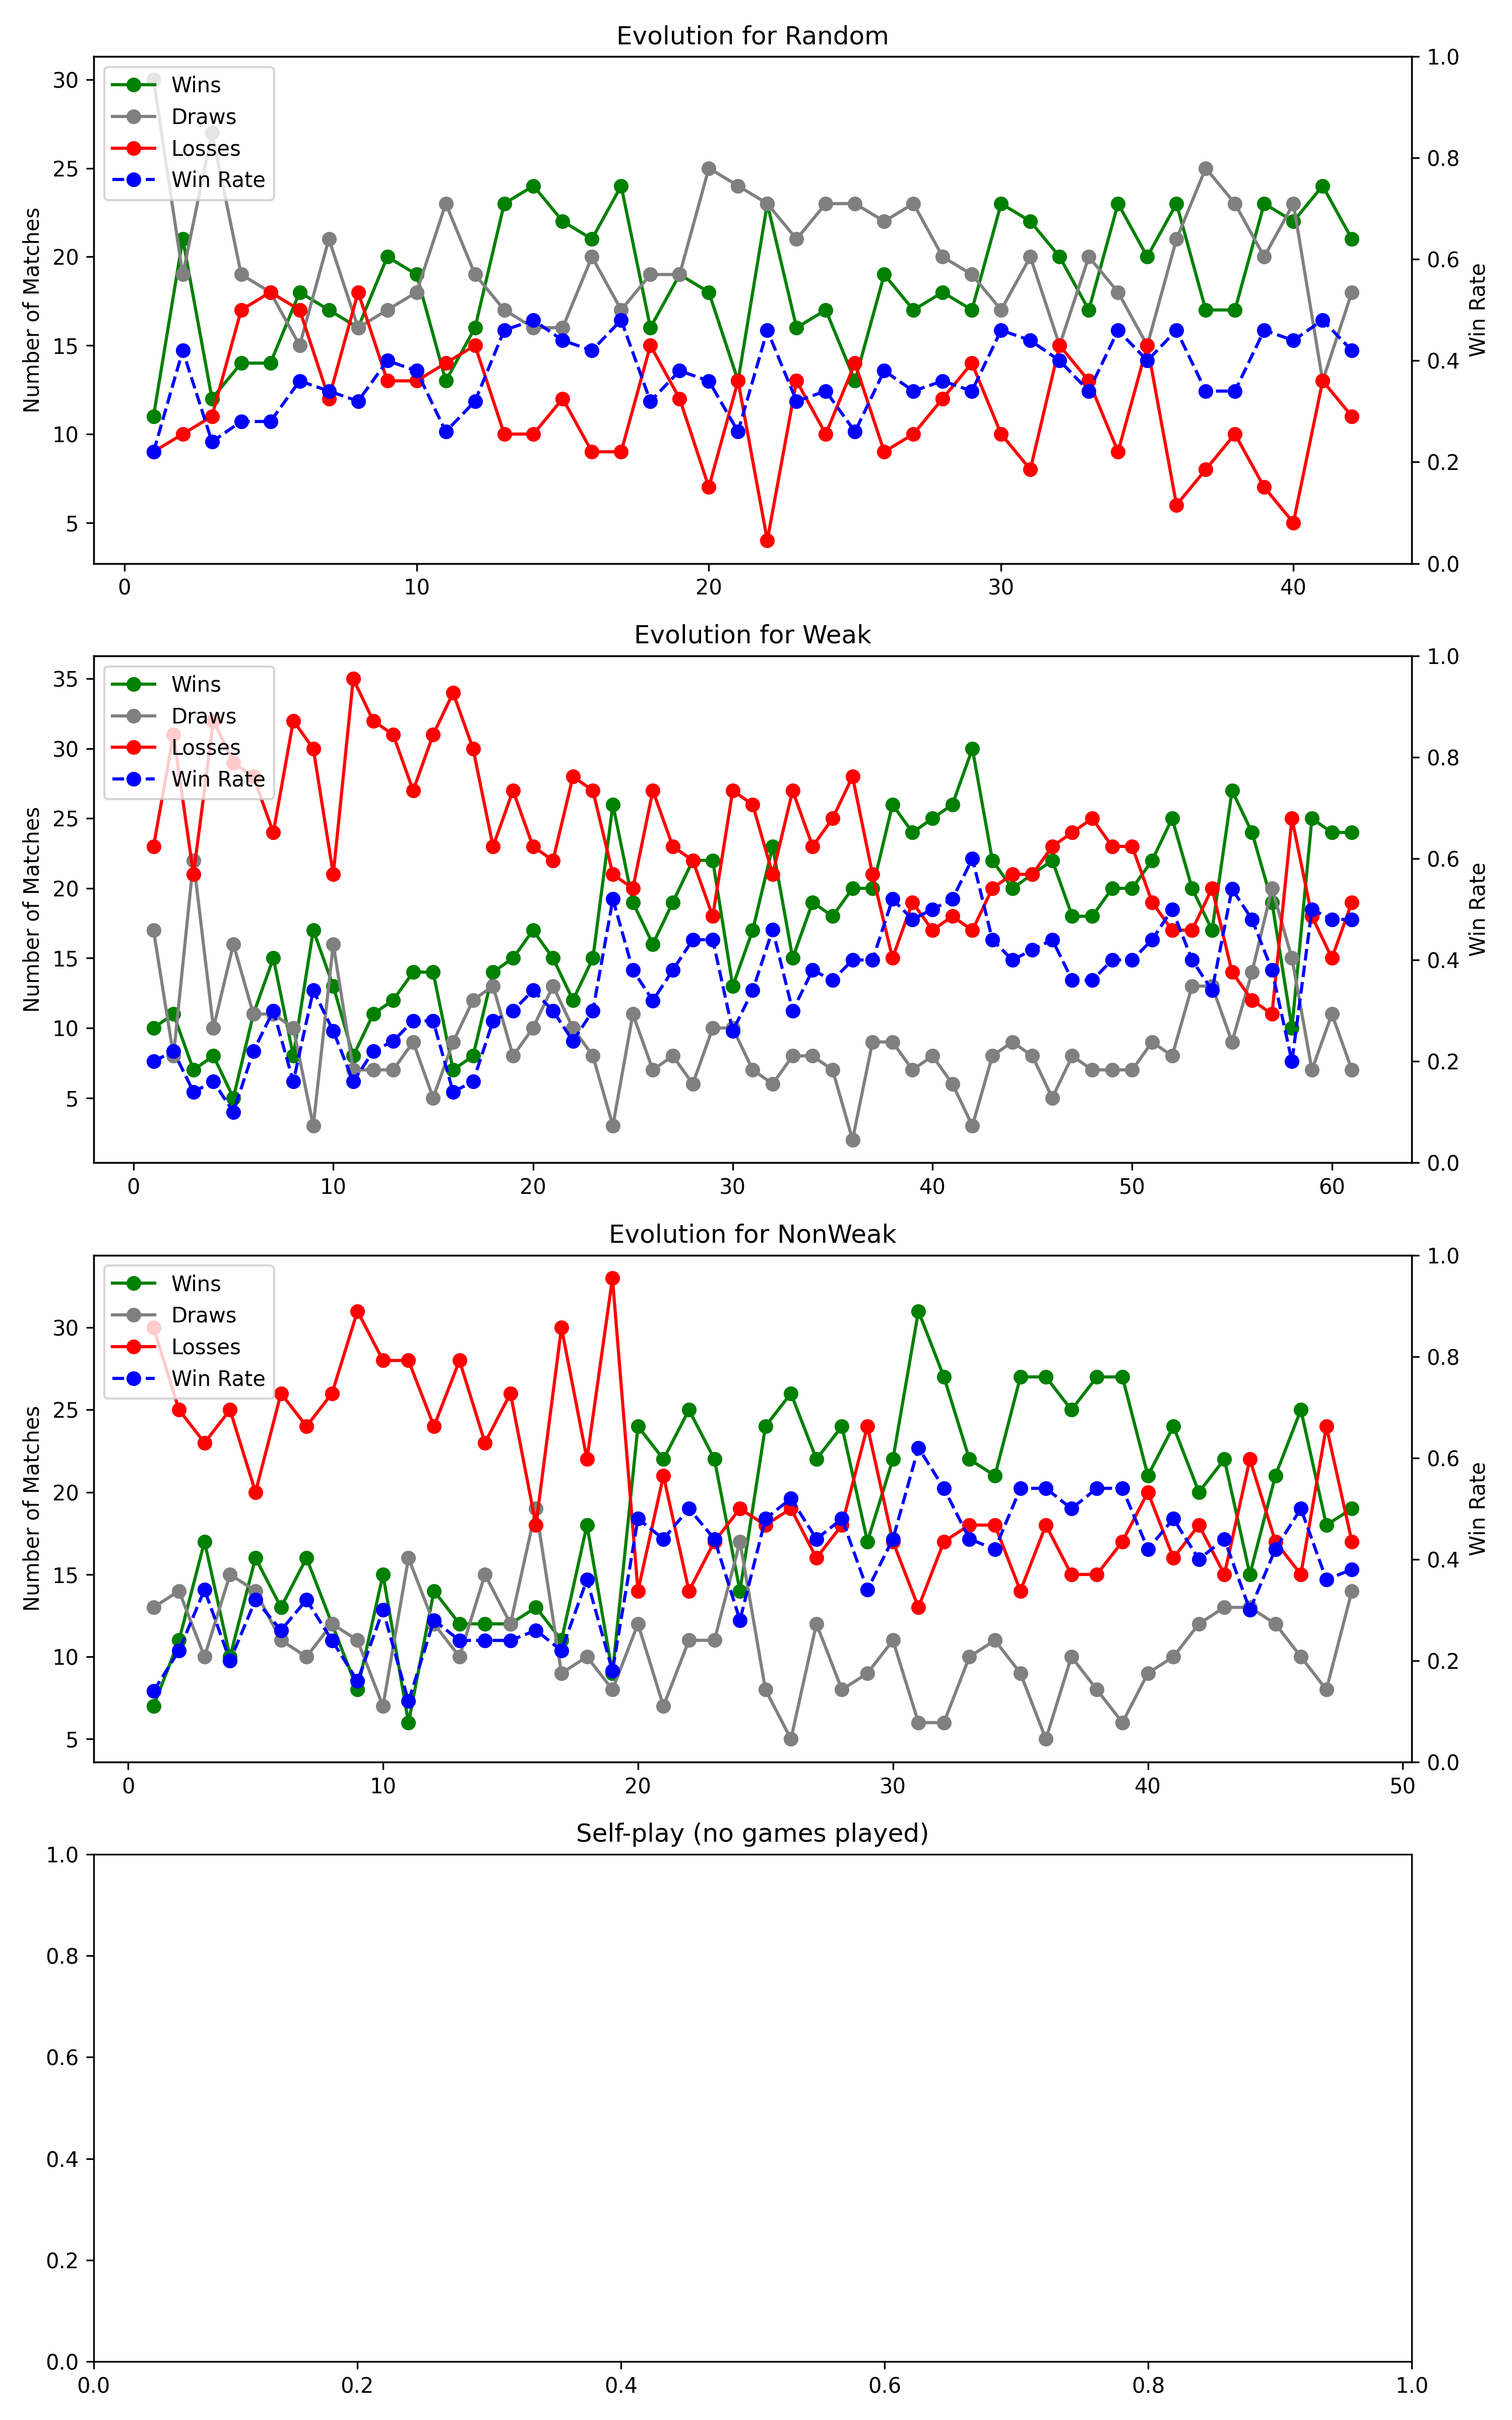 Evolution for Random
Wins
Draws
Losses
Win Rate
Number of Matches
Win Rate
30
25
20
15
10
5
1.0
0.8
0.6
0.4
0.2
0.0
0 10 20 30 40
Evolution for Weak
Wins
Draws
Losses
Win Rate
Number of Matches
Win Rate
35
30
25
20
15
10
5
1.0
0.8
0.6
0.4
0.2
0.0
0 10 20 30 40 50 60
Evolution for NonWeak
Wins
Draws
Losses
Win Rate
Number of Matches
Win Rate
30
25
20
15
10
5
1.0
0.8
0.6
0.4
0.2
0.0
0 10 20 30 40 50
Self-play (no games played)
1.0
0.8
0.6
0.4
0.2
0.0
0.0 0.2 0.4 0.6 0.8 1.0